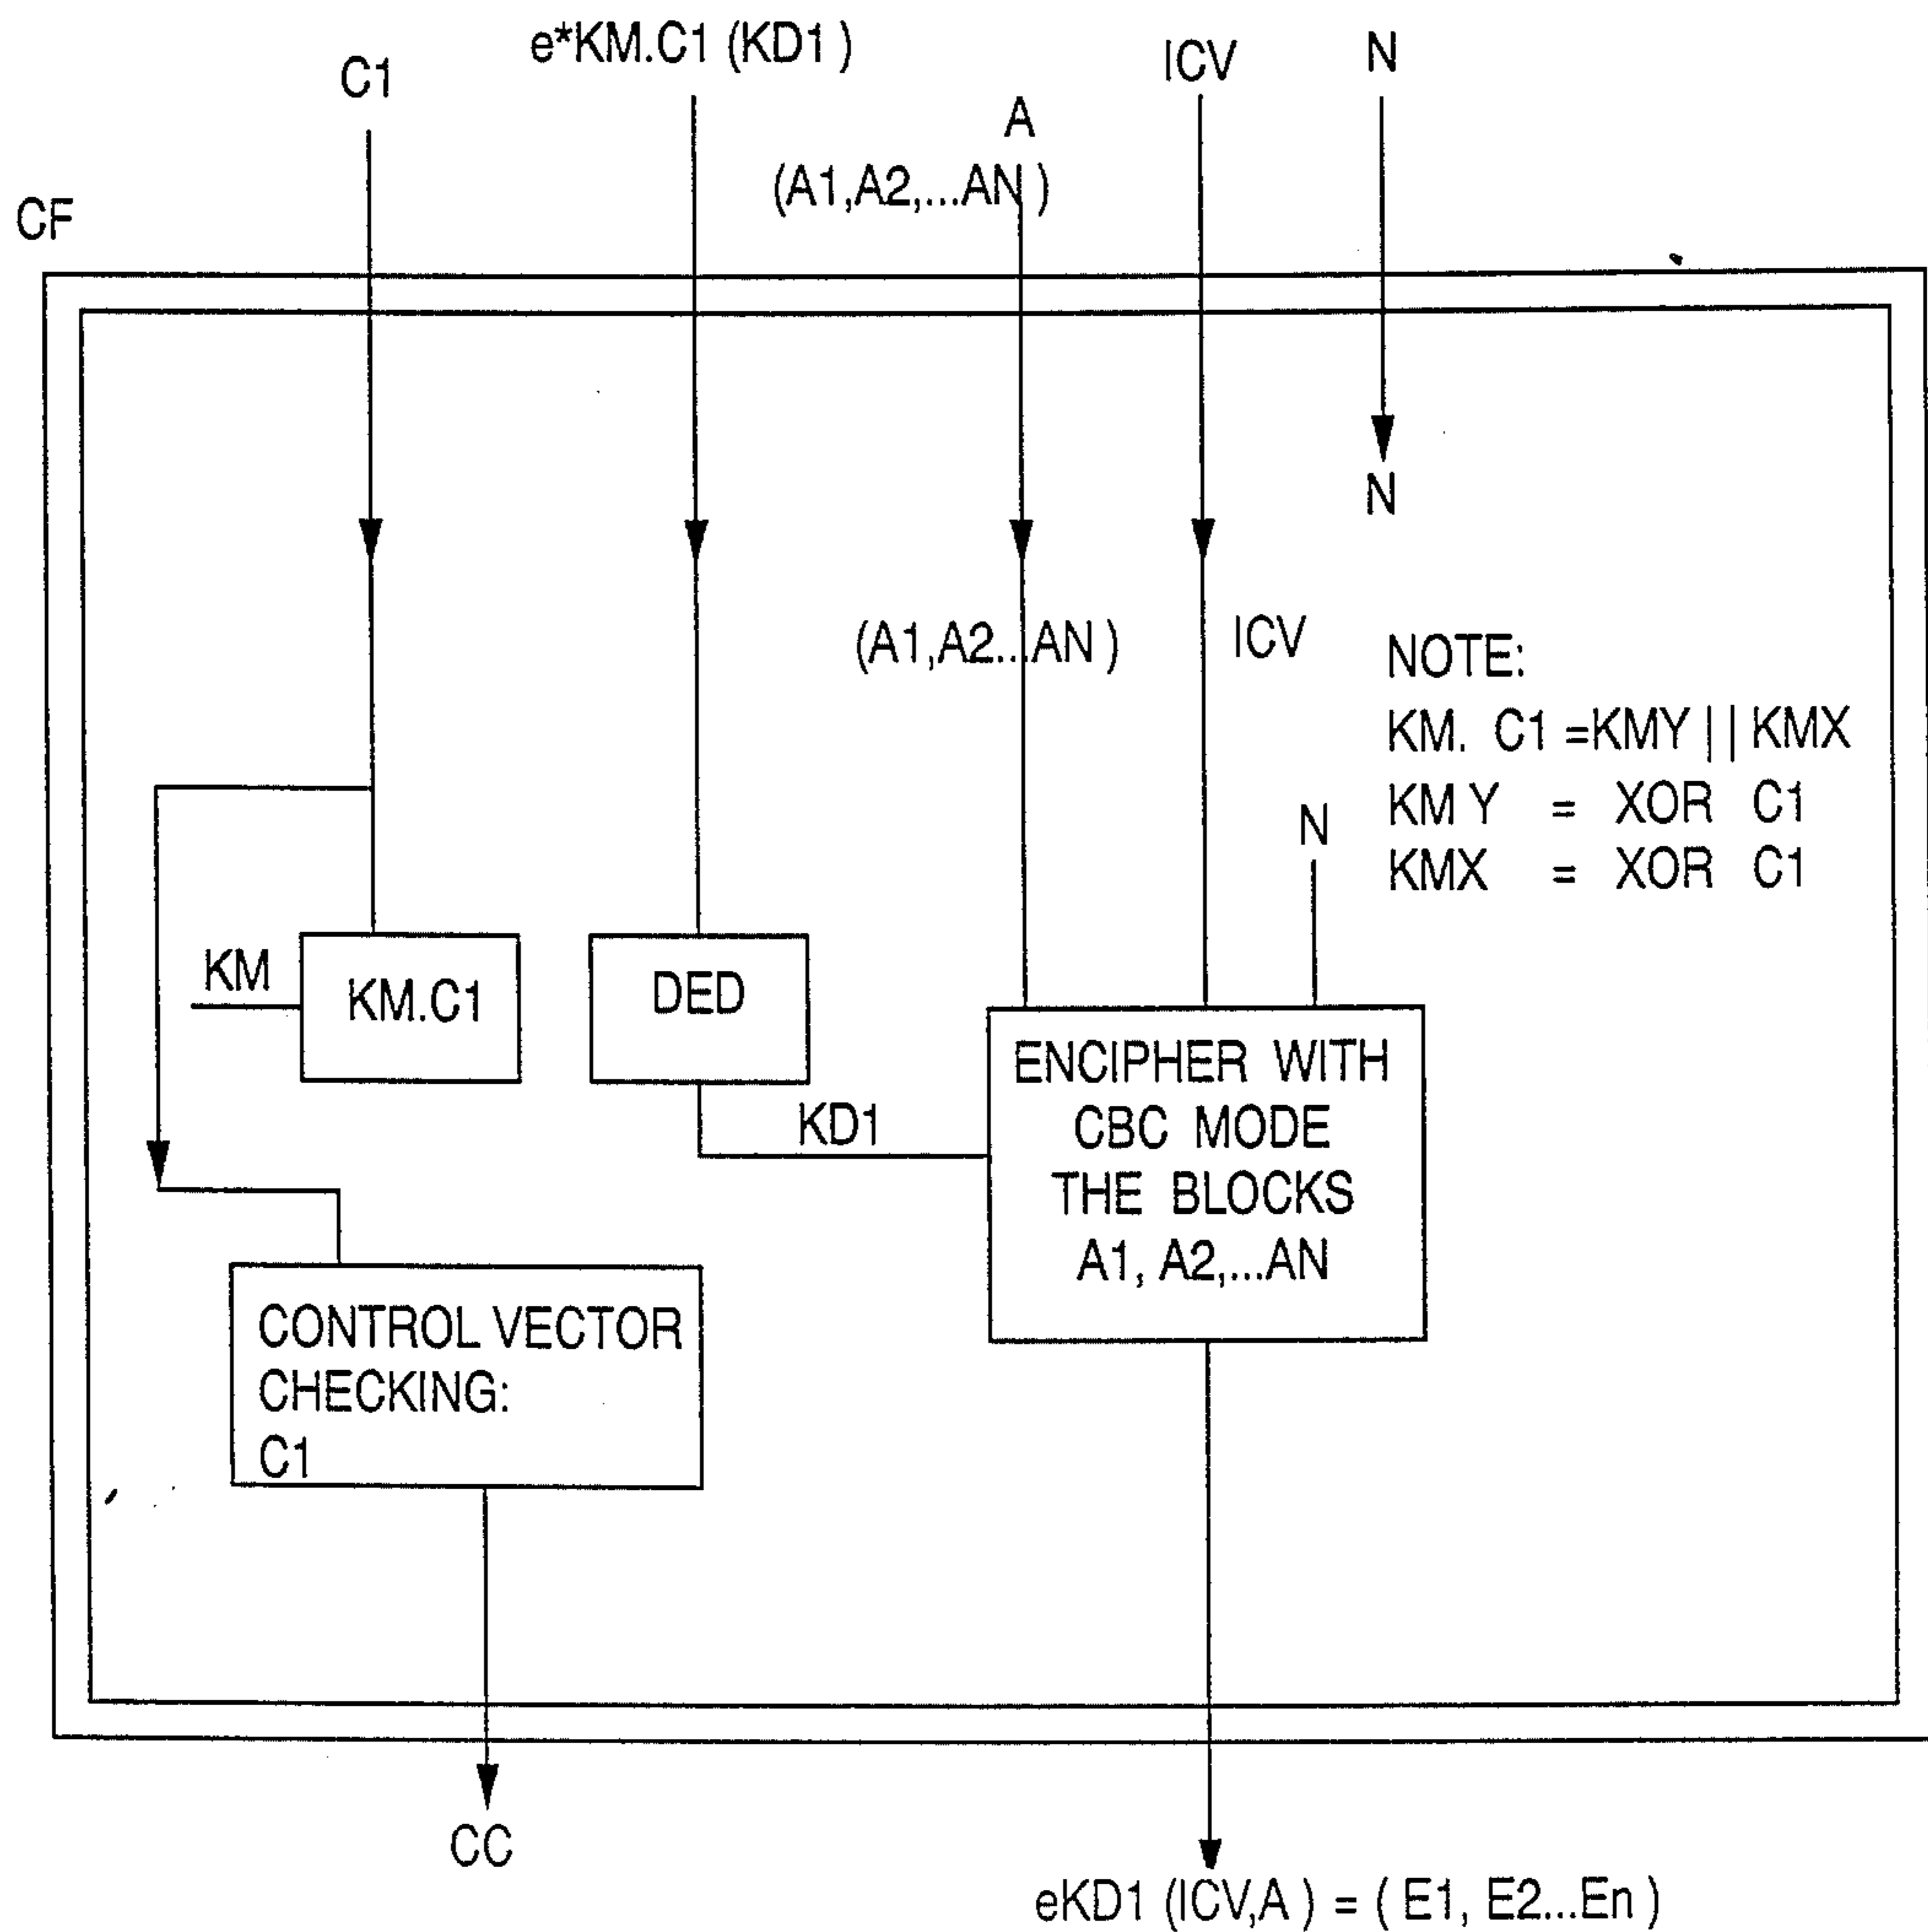 C1
e*KM.C1 (KD1)
A
(A1,A2,...AN)
ICV
N
CF
N
(A1,A2...AN)
ICV
NOTE:
KM. C1 =KMY || KMX
KM Y = XOR C1
KMX = XOR C1
N
KM
KM.C1
DED
KD1
ENCIPHER WITH
CBC MODE
THE BLOCKS
A1, A2,...AN
CONTROL VECTOR
CHECKING:
C1
CC
eKD1 (ICV,A) = ( E1, E2...En )